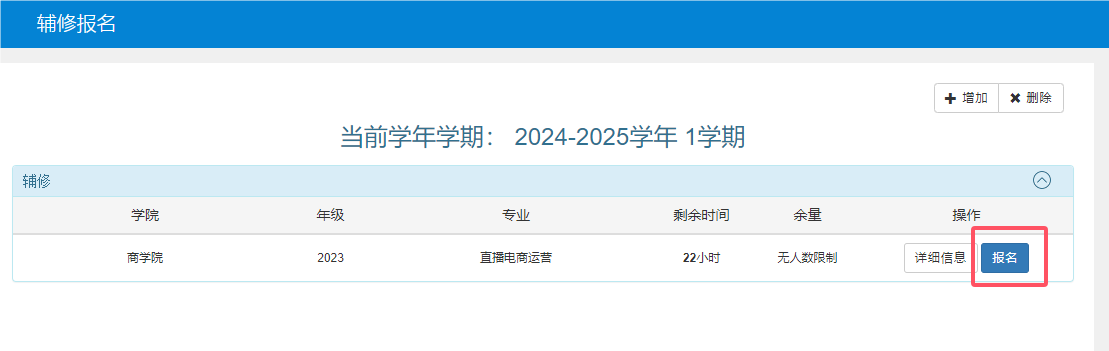 辅修报名
增加 删除
当前学年学期： 2024-2025学年 1学期
辅修
学院 年级 专业 剩余时间 余量 操作
商学院 2023 直播电商运营 22小时 无人数限制 详细信息 报名